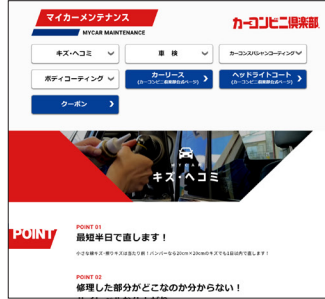 マイカーメンテナンス
MYCAR MAINTENANCE
カーコンビニ倶楽部
キズ・ヘコミ
車 検
カーコンスパシャンコーティング
ボディコーティング
カーリース
(カーコンビニ倶楽部公式ページ)
ヘッドライトコート
(カーコンビニ倶楽部公式ページ)
クーポン
MYCAR
キズ・ヘコミ
POINT
POINT 01
最短半日で直します!
小さな線キズ・擦りキズは当たり前!バンパーなら20cm×20cmのキズでも1日以内で直します!
POINT 02
修理した部分がどこなのか分からない!